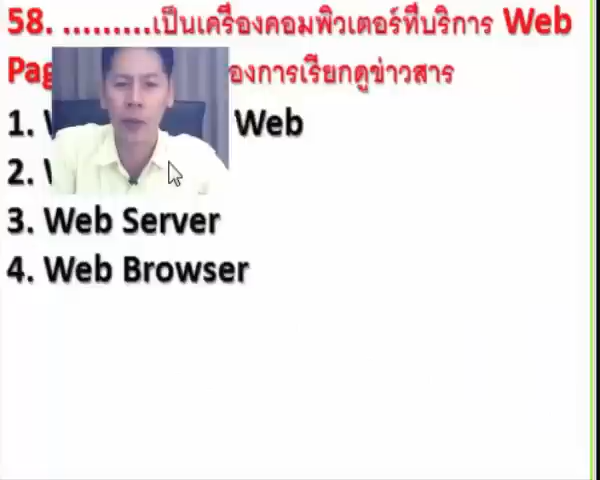 58. .........เป็นเครื่องคอมพิวเตอร์ที่บริการ Web
องการเรียกดูข่าวสาร
1. Web
2.
3. Web Server
4. Web Browser